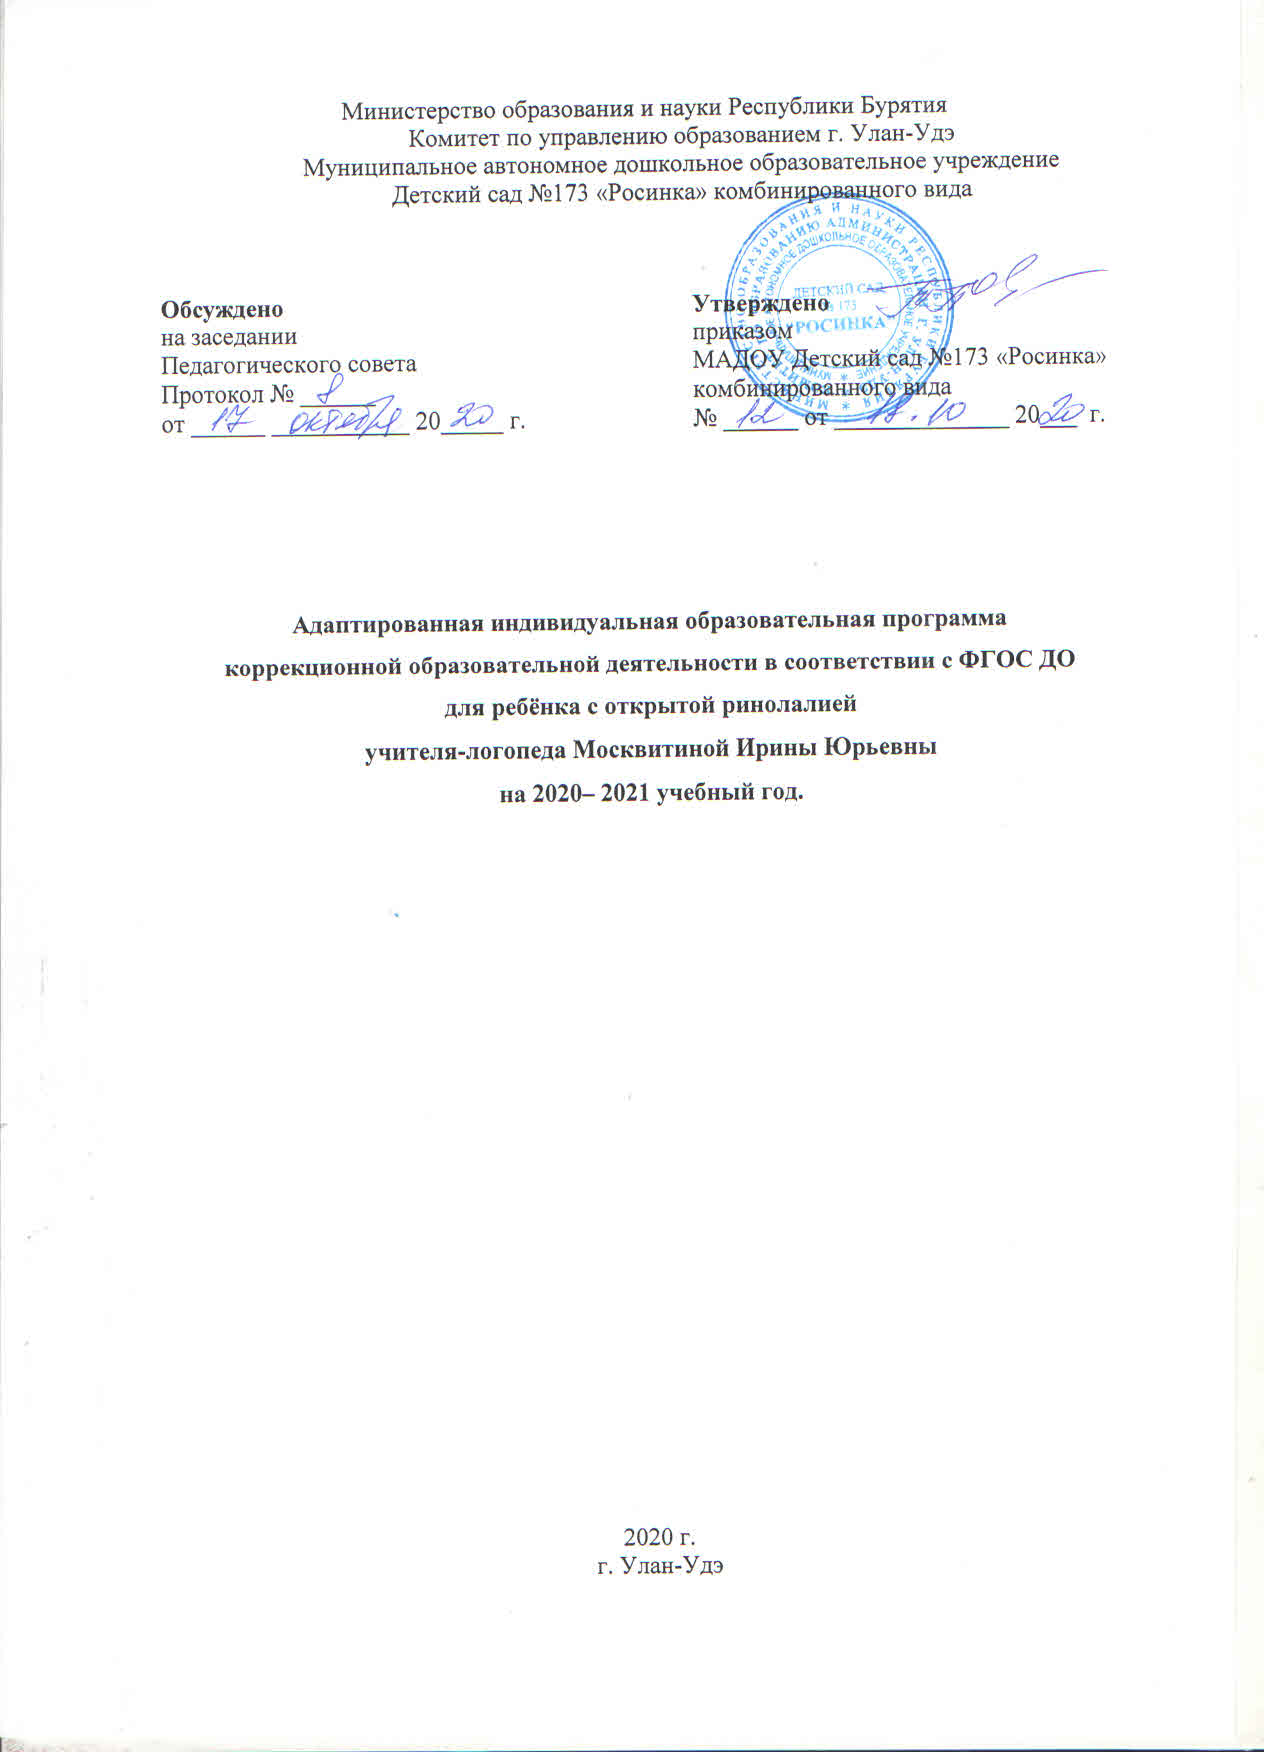 Министерство образования и науки Республики Бурятия
Комитет по управлению образованием г. Улан-Удэ
Муниципальное автономное дошкольное образовательное учреждение
Детский сад №173 «Росинка» комбинированного вида
Обсуждено
на заседании
Педагогического совета
Протокол № 8
от 17 октября 2020 г.
Утверждено
приказом
МАДОУ Детский сад №173 «Росинка»
комбинированного вида
№ 12 от 17.10 2020 г.
ДЕТСКИЙ САД
173
"РОСИНКА"
Адаптированная индивидуальная образовательная программа
коррекционной образовательной деятельности в соответствии с ФГОС ДО
для ребёнка с открытой ринолалией
учителя-логопеда Москвитиной Ирины Юрьевны
на 2020– 2021 учебный год.
2020 г.
г. Улан-Удэ